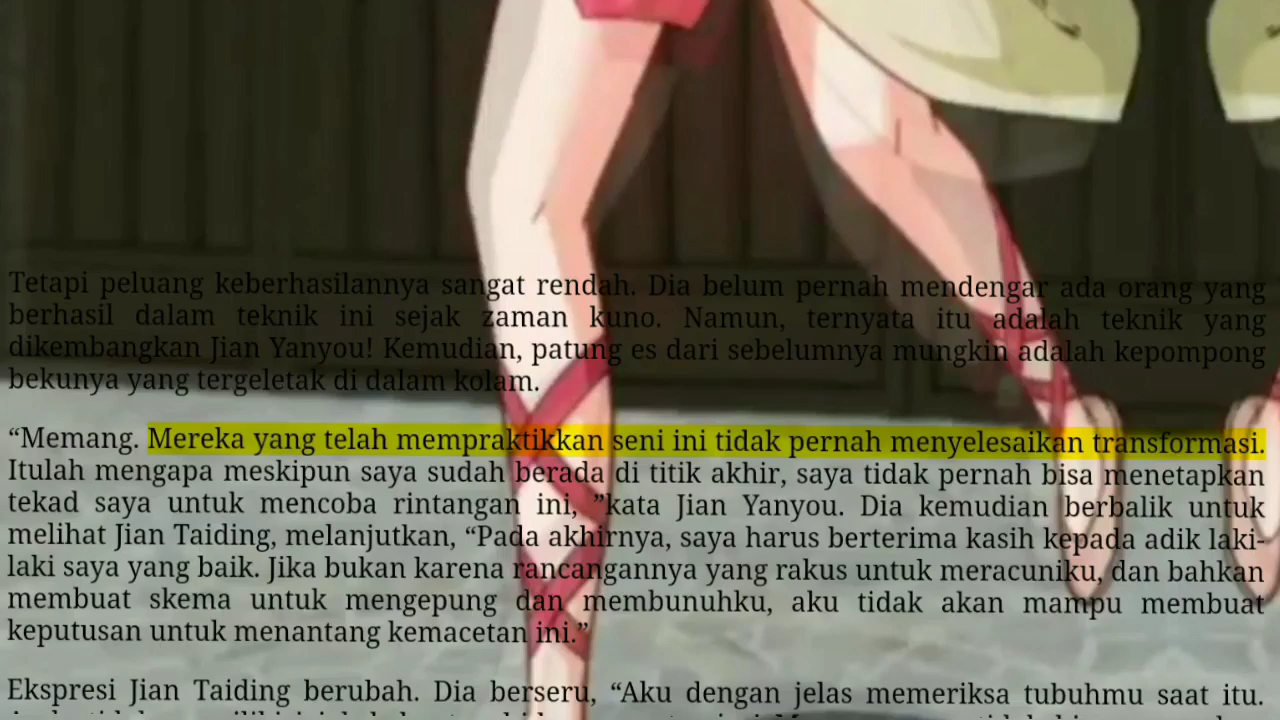 Tetapi peluang keberhasilannya sangat rendah. Dia belum pernah mendengar ada orang yang
berhasil dalam teknik ini sejak zaman kuno. Namun, ternyata itu adalah teknik yang
dikembangkan Jian Yanyou! Kemudian, patung es dari sebelumnya mungkin adalah kepompong
bekunya yang tergeletak di dalam kolam.
“Memang. Mereka yang telah mempraktikkan seni ini tidak pernah menyelesaikan transformasi.
Itulah mengapa meskipun saya sudah berada di titik akhir, saya tidak pernah bisa menetapkan
tekad saya untuk mencoba rintangan ini, ”kata Jian Yanyou. Dia kemudian berbalik untuk
melihat Jian Taiding, melanjutkan, “Pada akhirnya, saya harus berterima kasih kepada adik laki-
laki saya yang baik. Jika bukan karena rancangannya yang rakus untuk meracuniku, dan bahkan
membuat skema untuk mengepung dan membunuhku, aku tidak akan mampu membuat
keputusan untuk menantang kemacetan ini.”
Ekspresi Jian Taiding berubah. Dia berseru, “Aku dengan jelas memeriksa tubuhmu saat itu.